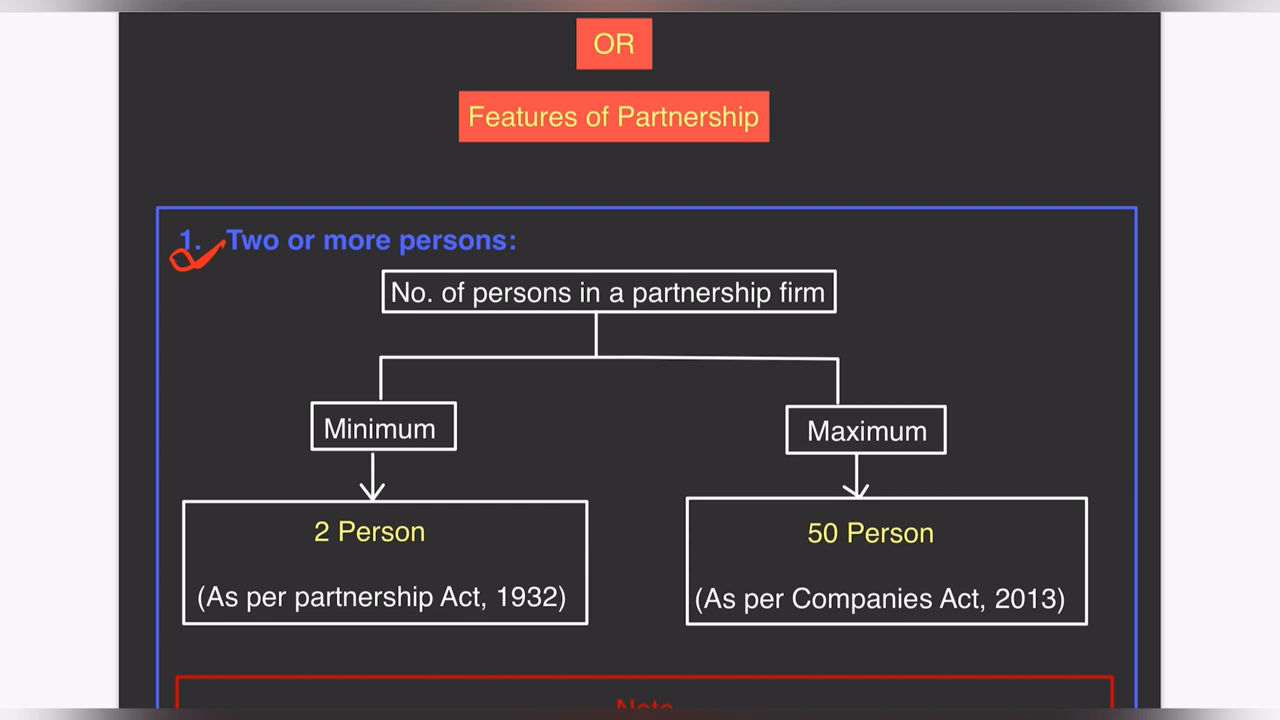 OR
Features of Partnership
1. Two or more persons:
No. of persons in a partnership firm
Minimum
Maximum
2 Person
(As per partnership Act, 1932)
50 Person
(As per Companies Act, 2013)
Note